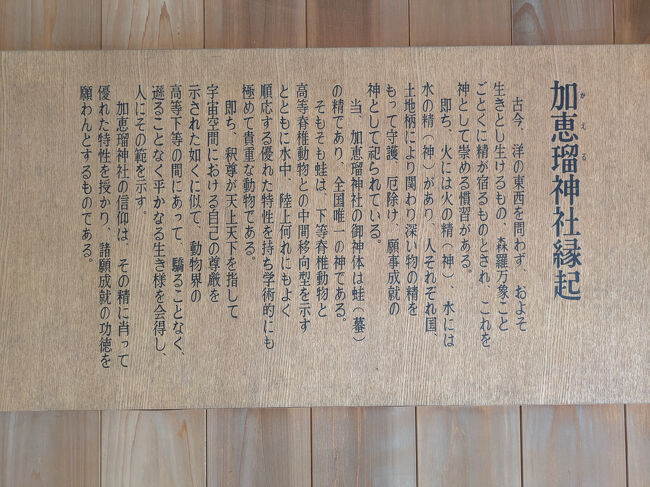 加恵瑠神社縁起
かえる
古今、洋の東西を問わず、およそ
生きとし生けるもの、森羅万象こと
ごとくに精が宿るものとされ、これを
神として崇める慣習がある。
即ち、火には火の精（神）、水には
水の精（神）があり、人それぞれ国、
土地柄により関わり深い物の精を
もって守護、厄除け、願事成就の
神として祀られている。
当、加恵瑠神社の御神体は蛙（蟇）
の精であり、全国唯一の神である。
そもそも蛙は、下等脊椎動物と
高等脊椎動物との中間移向型を示す
とともに水中、陸上何れにもよく
順応する優れた特性を持ち学術的にも
極めて貴重な動物である。
即ち、釈尊が天上天下を指して
宇宙空間における自己の尊厳を
示された如くに似て、動物界の
高等下等の間にあって、驕ることなく、
遜ることなく平かなる生き様を会得し、
人にその範を示す。
加恵瑠神社の信仰は、その精に肖って
優れた特性を授かり、諸願成就の功徳を
願わんとするものである。